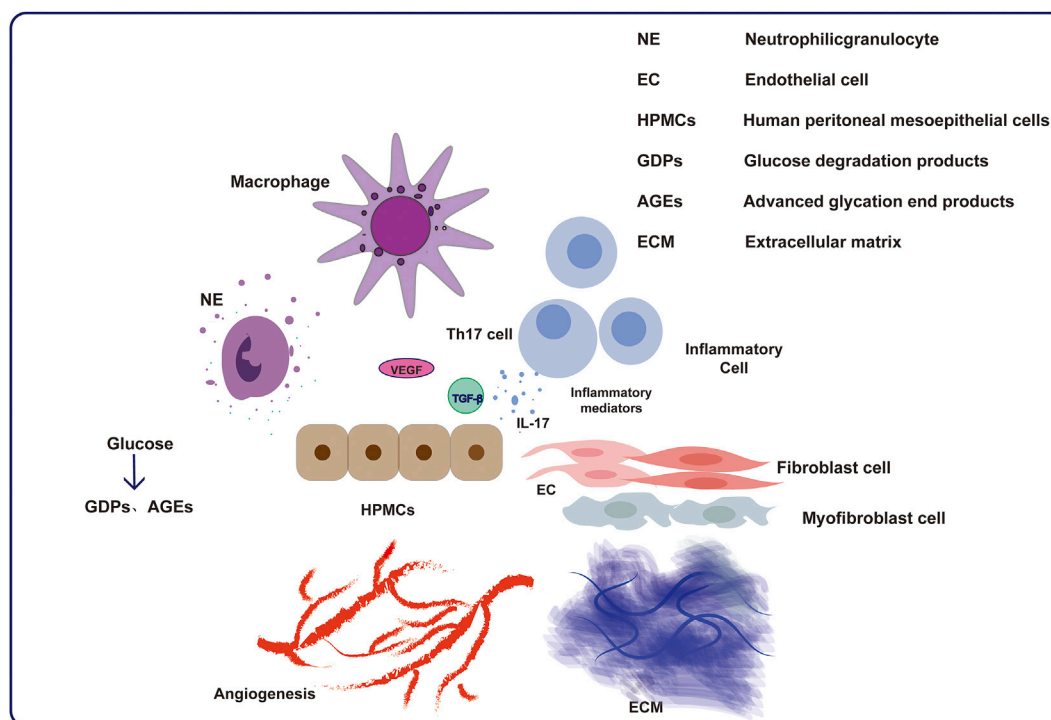 NE Neutrophilicgranulocyte
EC Endothelial cell
HPMCs Human peritoneal mesoepithelial cells
GDPs Glucose degradation products
AGEs Advanced glycation end products
ECM Extracellular matrix
Macrophage
NE
Th17 cell
Inflammatory
Cell
VEGF
TGF-β
Inflammatory
mediators
IL-17
Glucose
GDPs、AGEs
HPMCs
EC
Fibroblast cell
Myofibroblast cell
Angiogenesis
ECM